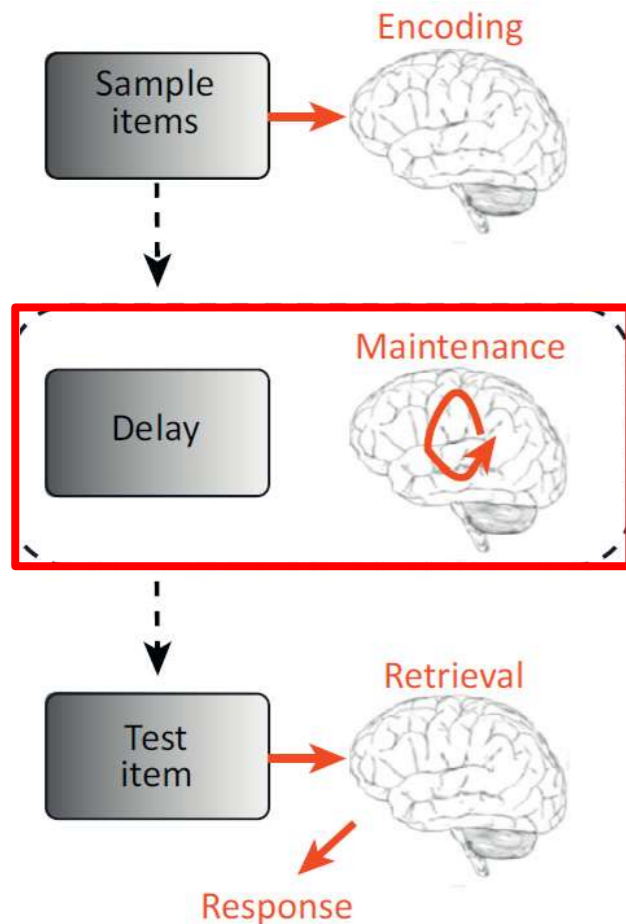 Encoding
Sample
items
Maintenance
Delay
Retrieval
Test
item
Response